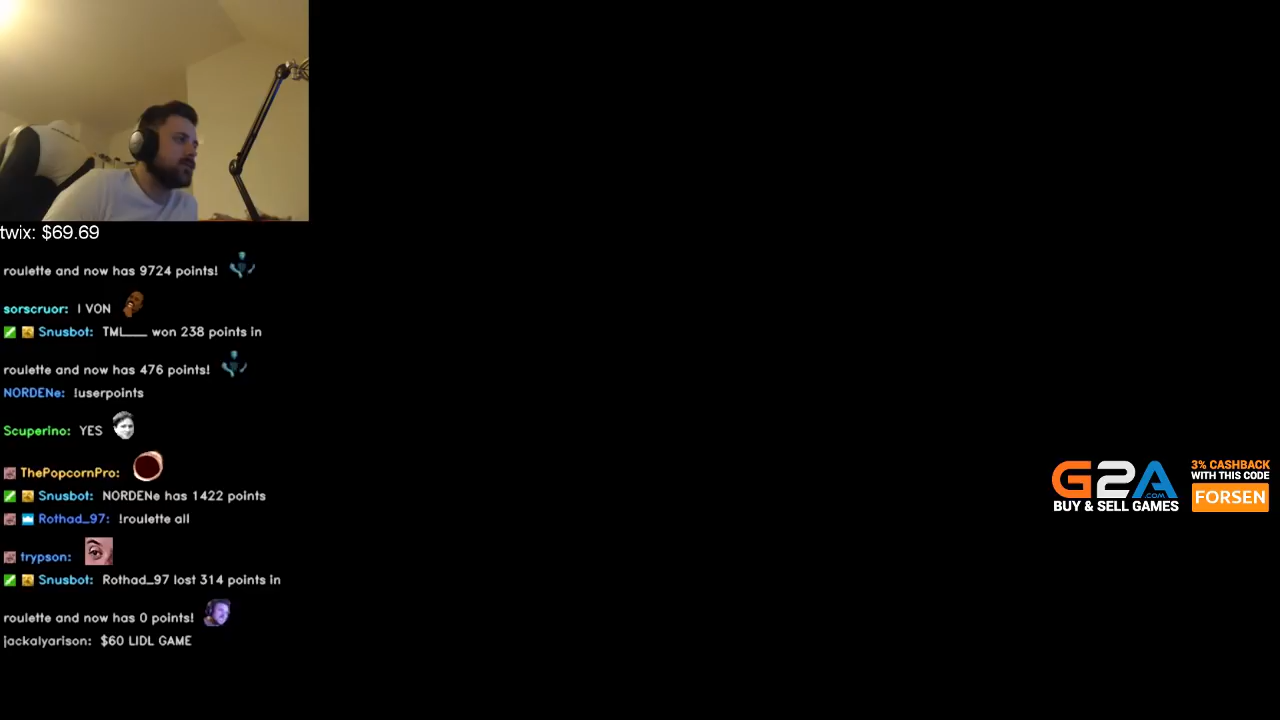 twix: $69.69
roulette and now has 9724 points!
sorscruor: I VON
Snusbot: TML___ won 238 points in
roulette and now has 476 points!
NORDENe: !userpoints
Scuperino: YES
ThePopcornPro:
Snusbot: NORDENe has 1422 points
Rothad_97: !roulette all
trypson:
Snusbot: Rothad_97 lost 314 points in
roulette and now has 0 points!
jackalyarison: $60 LIDL GAME
G2A.COM
BUY & SELL GAMES
3% CASHBACK
WITH THIS CODE
FORSEN